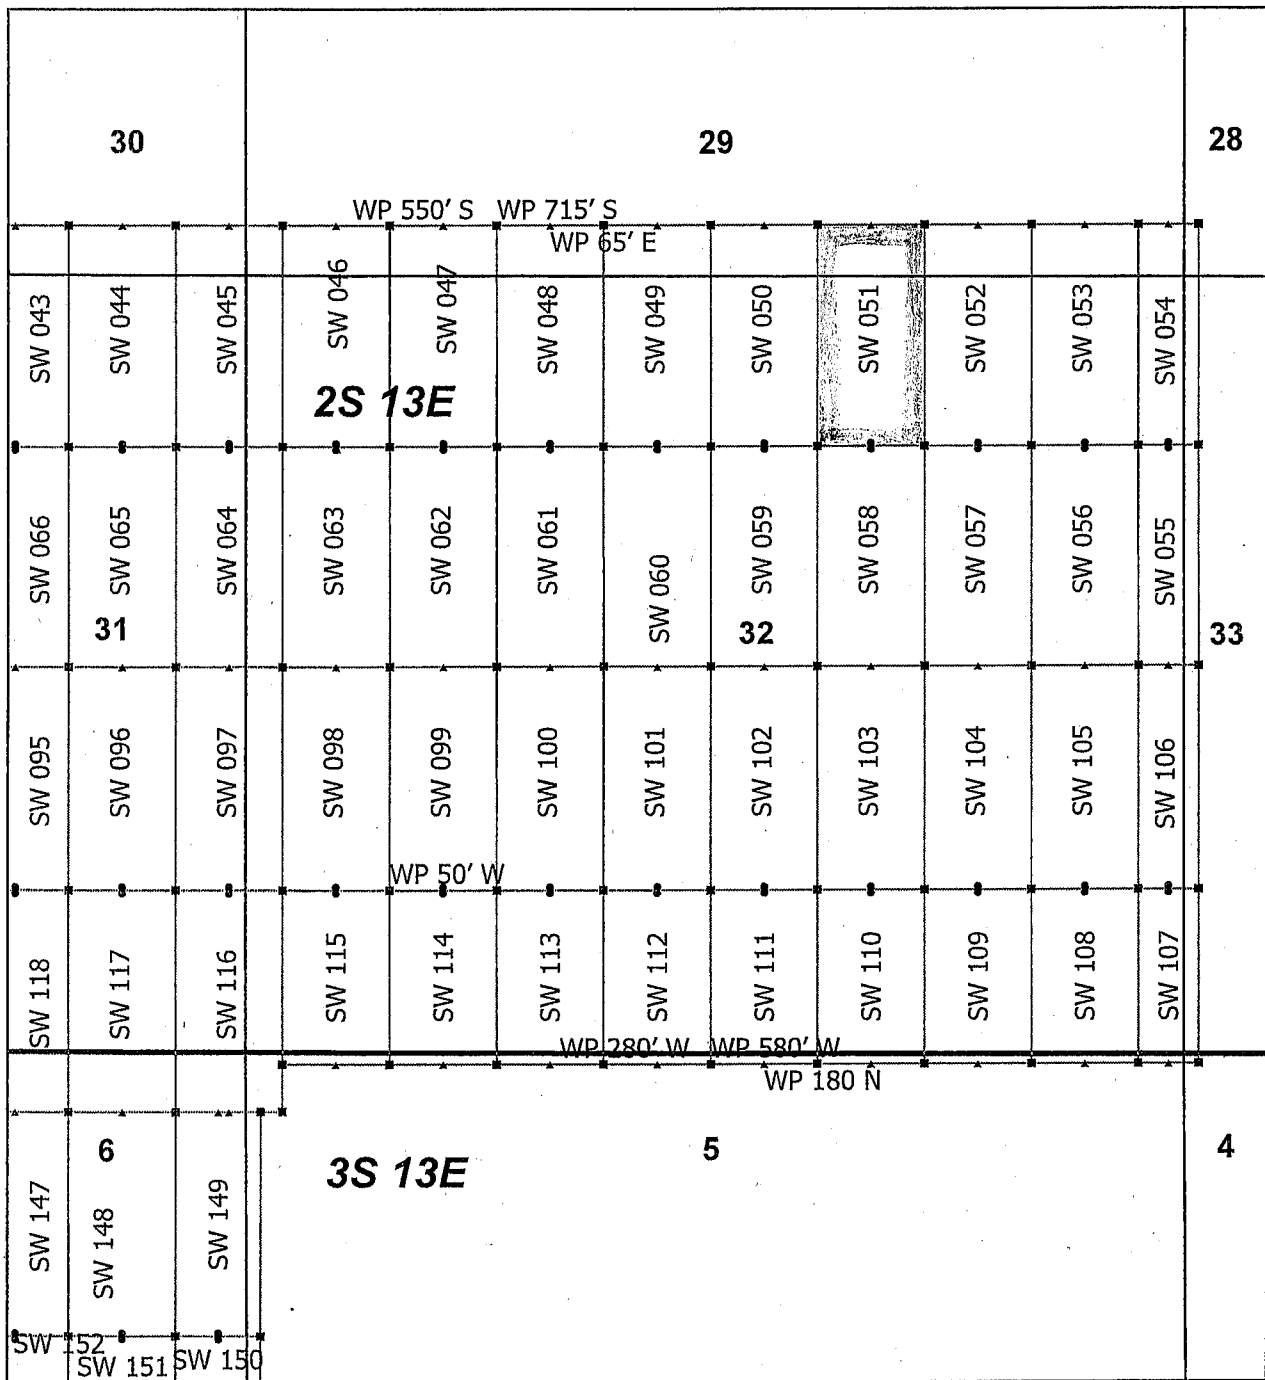 30
29
28
WP 550' S WP 715' S
WP 65' E
SW 043
SW 044
SW 045
SW 046
SW 047
SW 048
SW 049
SW 050
SW 051
SW 052
SW 053
SW 054
2S 13E
SW 066
SW 065
SW 064
SW 063
SW 062
SW 061
SW 060
SW 059
SW 058
SW 057
SW 056
SW 055
31
32
33
SW 095
SW 096
SW 097
SW 098
SW 099
SW 100
SW 101
SW 102
SW 103
SW 104
SW 105
SW 106
WP 50' W
SW 118
SW 117
SW 116
SW 115
SW 114
SW 113
SW 112
SW 111
SW 110
SW 109
SW 108
SW 107
WP 280' W WP 580' W
WP 180 N
6
3S 13E
5
4
SW 147
SW 148
SW 149
SW 152
SW 151
SW 150